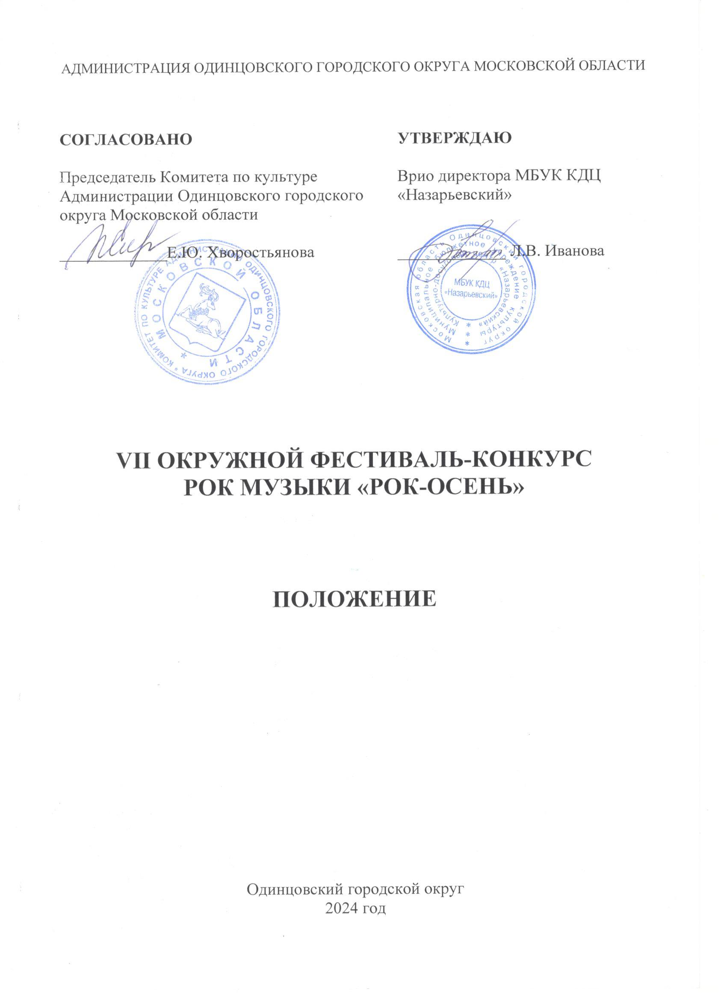 АДМИНИСТРАЦИЯ ОДИНЦОВСКОГО ГОРОДСКОГО ОКРУГА МОСКОВСКОЙ ОБЛАСТИ
СОГЛАСОВАНО
Председатель Комитета по культуре
Администрации Одинцовского городского
округа Московской области
Е.Ю. Хворостьянова
КОМИТЕТ ПО КУЛЬТУРЕ АДМИНИСТРАЦИИ ОДИНЦОВСКОГО ГОРОДСКОГО ОКРУГА *
МОСКОВСКОЙ ОБЛАСТИ *
УТВЕРЖДАЮ
Врио директора МБУК КДЦ
«Назарьевский»
Л.В. Иванова
Московская область Одинцовский городской округ *
Муниципальное бюджетное учреждение культуры *
Культурно-досуговый центр «Назарьевский» *
МБУК КДЦ
«Назарьевский»
VII ОКРУЖНОЙ ФЕСТИВАЛЬ-КОНКУРС
РОК МУЗЫКИ «РОК-ОСЕНЬ»
ПОЛОЖЕНИЕ
Одинцовский городской округ
2024 год